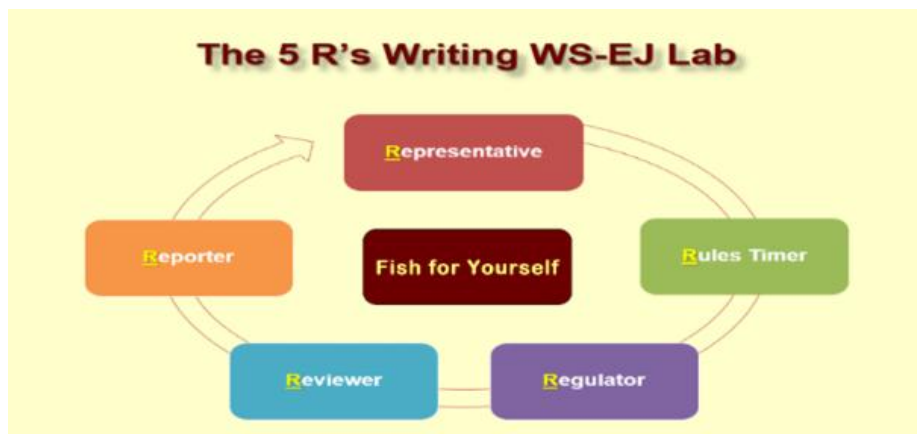 The 5 R's Writing WS-EJ Lab
Representative
Reporter
Fish for Yourself
Rules Timer
Reviewer
Regulator